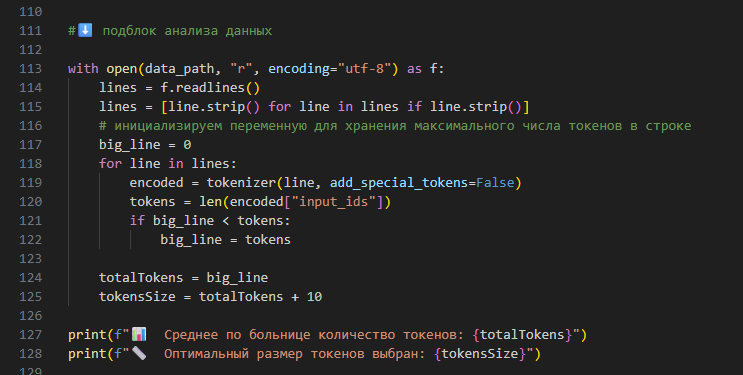 110
111 #⬇️ подблок анализа данных
112
113 with open(data_path, "r", encoding="utf-8") as f:
114     lines = f.readlines()
115     lines = [line.strip() for line in lines if line.strip()]
116     # инициализируем переменную для хранения максимального числа токенов в строке
117     big_line = 0
118     for line in lines:
119         encoded = tokenizer(line, add_special_tokens=False)
120         tokens = len(encoded["input_ids"])
121         if big_line < tokens:
122             big_line = tokens
123
124     totalTokens = big_line
125     tokensSize = totalTokens + 10
126
127 print(f"📊  Среднее по больнице количество токенов: {totalTokens}")
128 print(f"📏  Оптимальный размер токенов выбран: {tokensSize}")
129